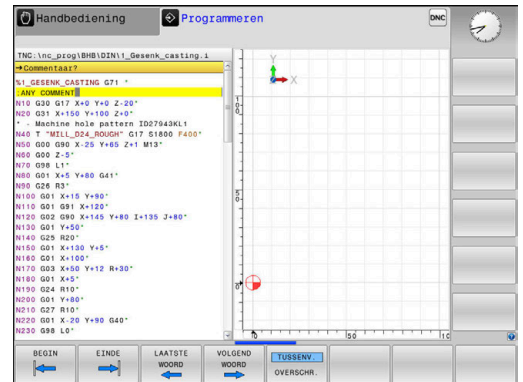 Handbediening
Programmeren
DNC
TNC:\nc_prog\BHB\DIN\1_Gesenk_casting.i
→Commentaar?
%1_GESENK_CASTING G71 *
;ANY COMMENT
N10 G30 G17 X+0 Y+0 Z-20*
N20 G31 X+150 Y+100 Z+0*
* - Machine hole pattern ID27943KL1
N40 T "MILL_D24_ROUGH" G17 S1800 F400*
N50 G00 G90 X-25 Y+65 Z+1 M13*
N60 G00 Z-5*
N70 G98 L1*
N80 G01 X+5 Y+80 G41*
N90 G26 R3*
N100 G01 X+15 Y+90*
N110 G01 G91 X+120*
N120 G02 G90 X+145 Y+80 I+135 J+80*
N130 G01 Y+50*
N140 G25 R20*
N150 G01 X+130 Y+5*
N160 G01 X+100*
N170 G03 X+50 Y+12 R+30*
N180 G01 X+5*
N190 G24 R10*
N200 G01 Y+80*
N210 G27 R10*
N220 G01 X-20 Y+90 G40*
N230 G98 L0*
Y
X
100
50
0
0
50
BEGIN
EINDE
LAATSTE WOORD
VOLGEND WOORD
TUSSENV.
OVERSCHR.